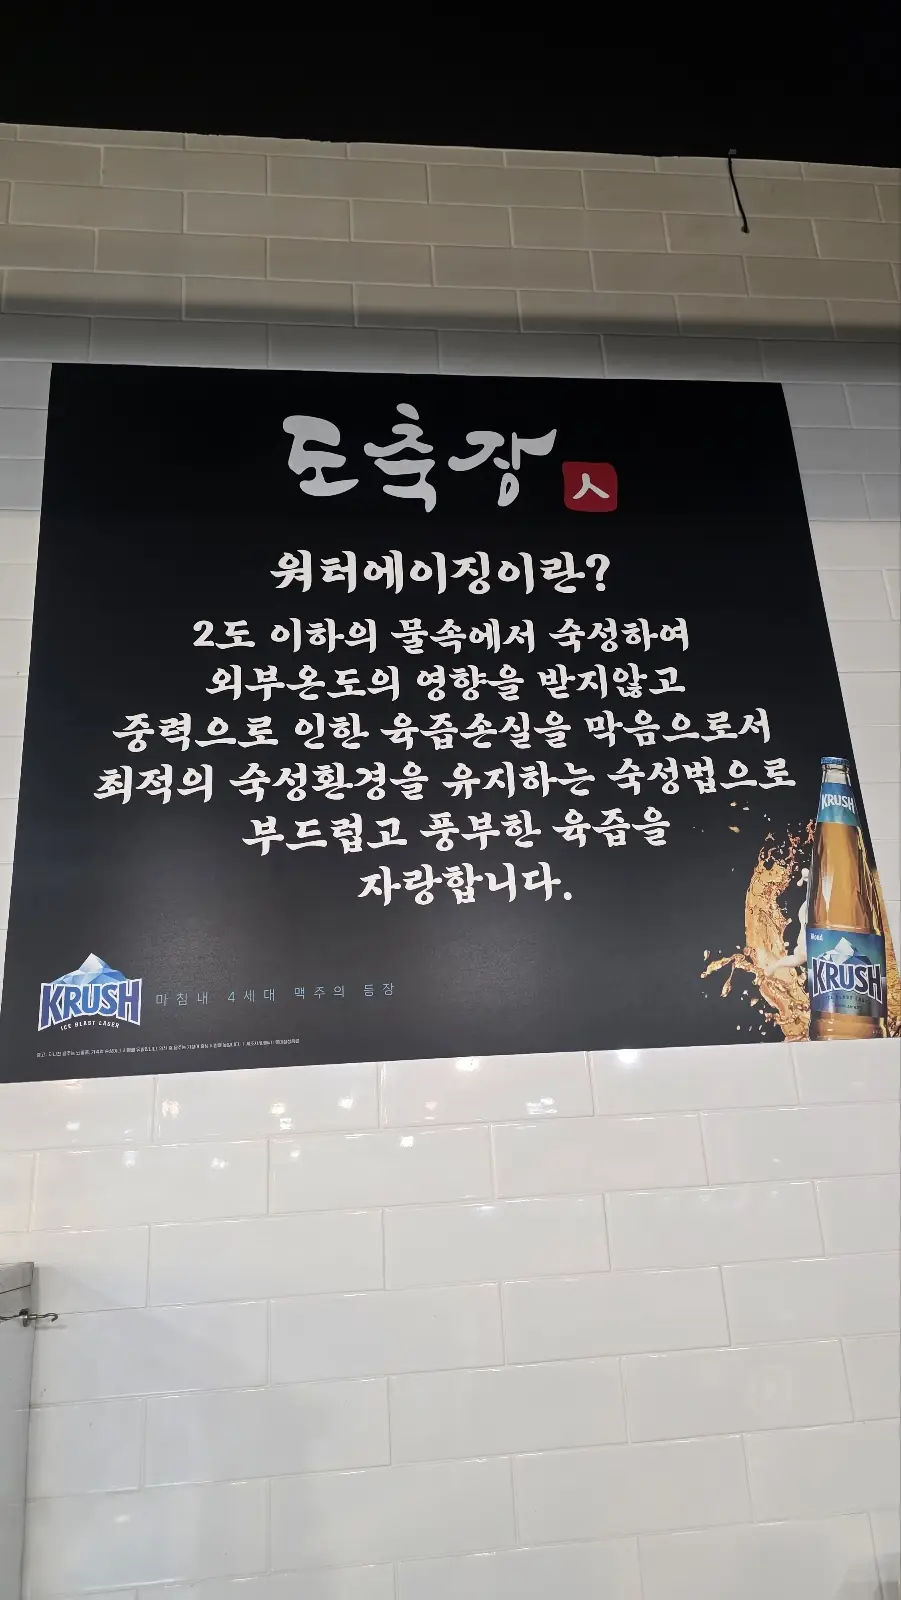 도축장
人
워터에이징이란?
2도 이하의 물속에서 숙성하여
외부온도의 영향을 받지않고
중력으로 인한 육즙손실을 막음으로서
최적의 숙성환경을 유지하는 숙성법으로
부드럽고 풍부한 육즙을
자랑합니다.
KRUSH
ICE BLAST LAGER
마침내 4세대 맥주의 등장
KRUSH
KRUSH